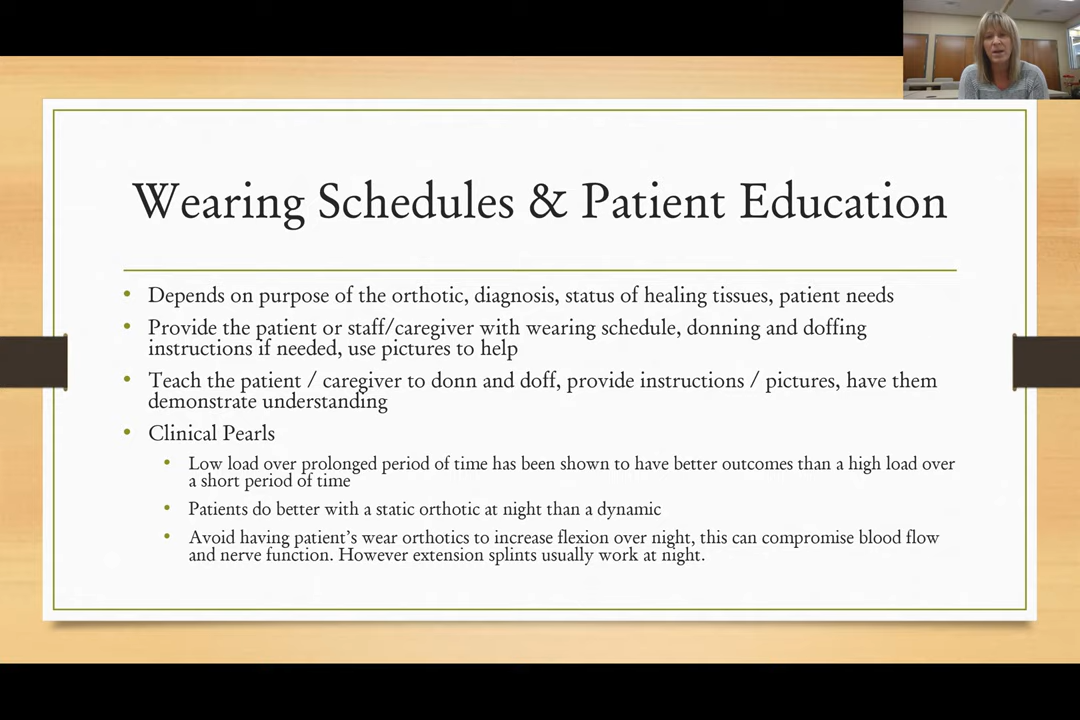 Wearing Schedules & Patient Education
• Depends on purpose of the orthotic, diagnosis, status of healing tissues, patient needs
• Provide the patient or staff/caregiver with wearing schedule, donning and doffing
instructions if needed, use pictures to help
• Teach the patient / caregiver to donn and doff, provide instructions / pictures, have them
demonstrate understanding
• Clinical Pearls
• Low load over prolonged period of time has been shown to have better outcomes than a high load over
a short period of time
• Patients do better with a static orthotic at night than a dynamic
• Avoid having patient’s wear orthotics to increase flexion over night, this can compromise blood flow
and nerve function. However extension splints usually work at night.